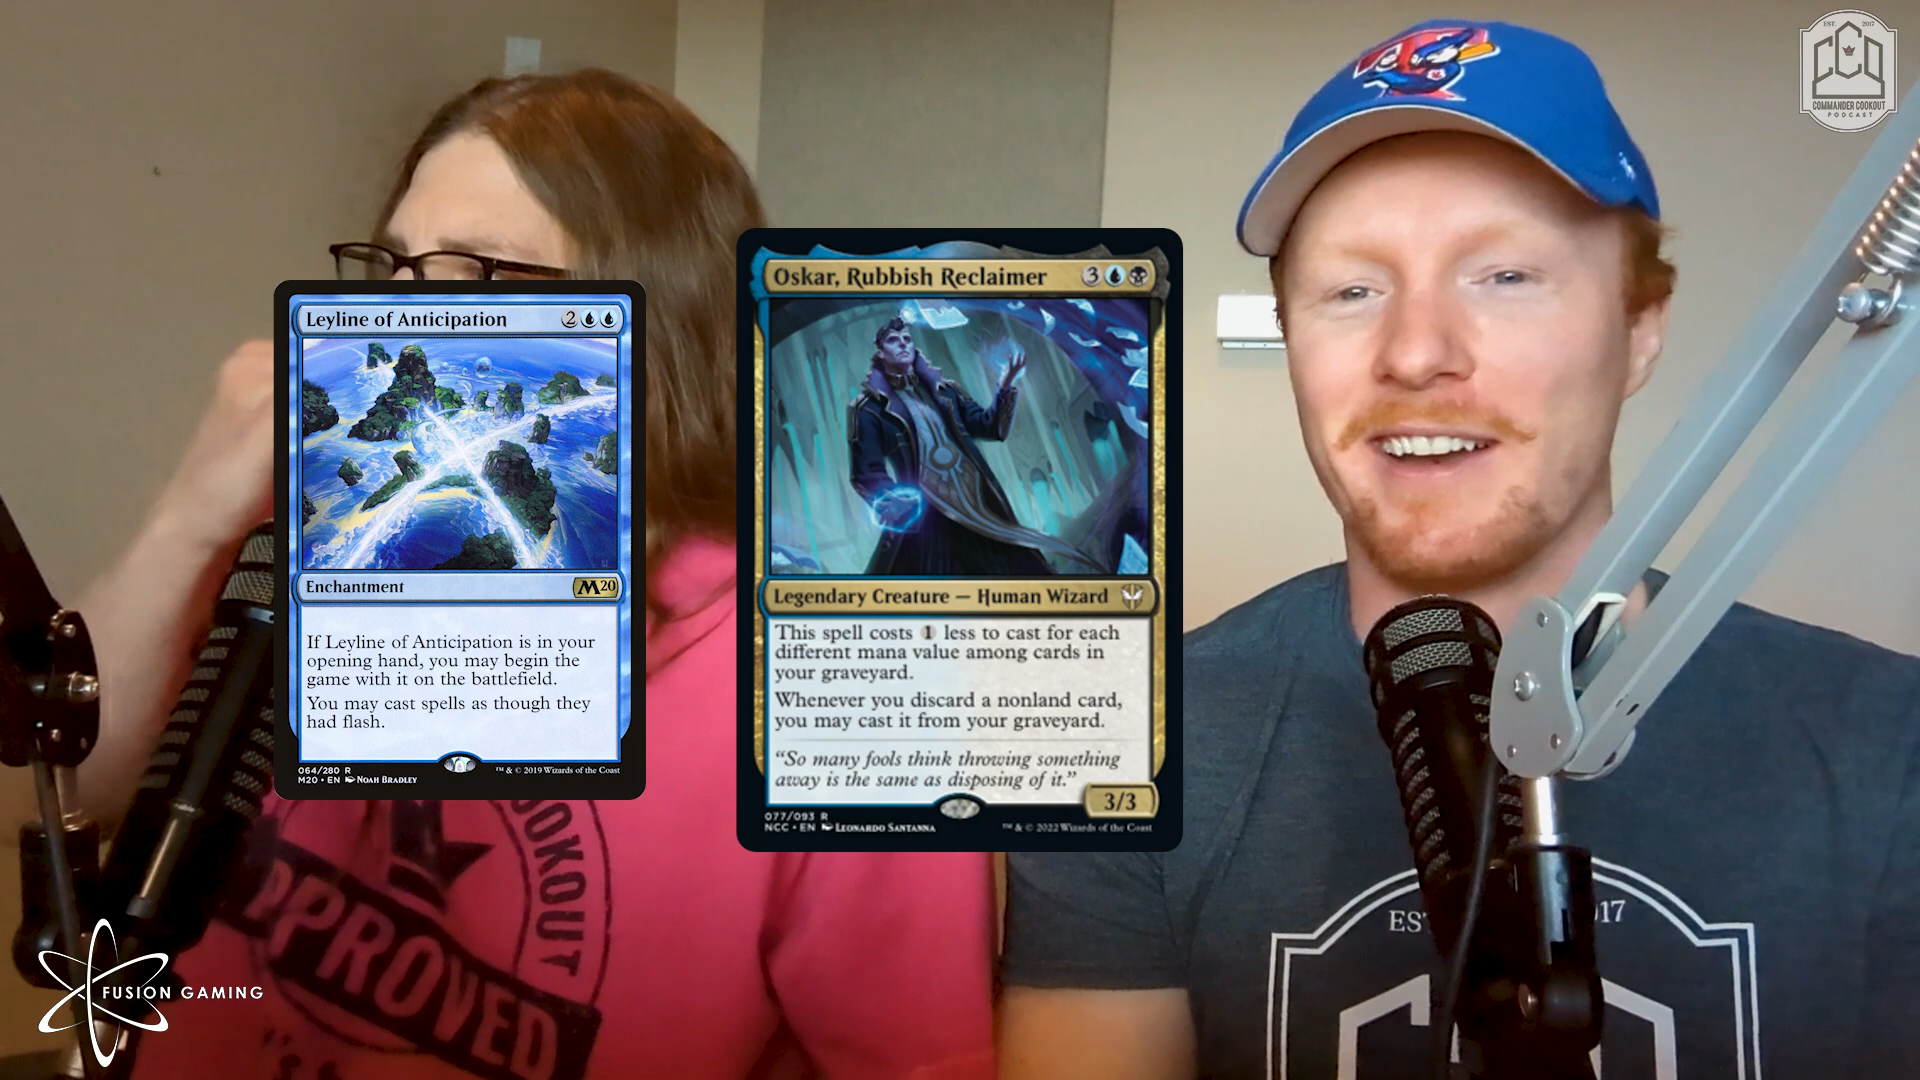 EST. 2017
CCO
COMMANDER COOKOUT
PODCAST
Leyline of Anticipation 2
Enchantment M20
If Leyline of Anticipation is in your
opening hand, you may begin the
game with it on the battlefield.
You may cast spells as though they
had flash.
064/280 R
M20 • EN Noah Bradley
™ & © 2019 Wizards of the Coast
Oskar, Rubbish Reclaimer 3
Legendary Creature — Human Wizard
This spell costs 1 less to cast for each
different mana value among cards in
your graveyard.
Whenever you discard a nonland card,
you may cast it from your graveyard.
“So many fools think throwing something
away is the same as disposing of it.”
3/3
077/093 R
NCC • EN Leonardo Santanna
™ & © 2022 Wizards of the Coast
OOKOUT
PROVED
EST 017
FUSION GAMING